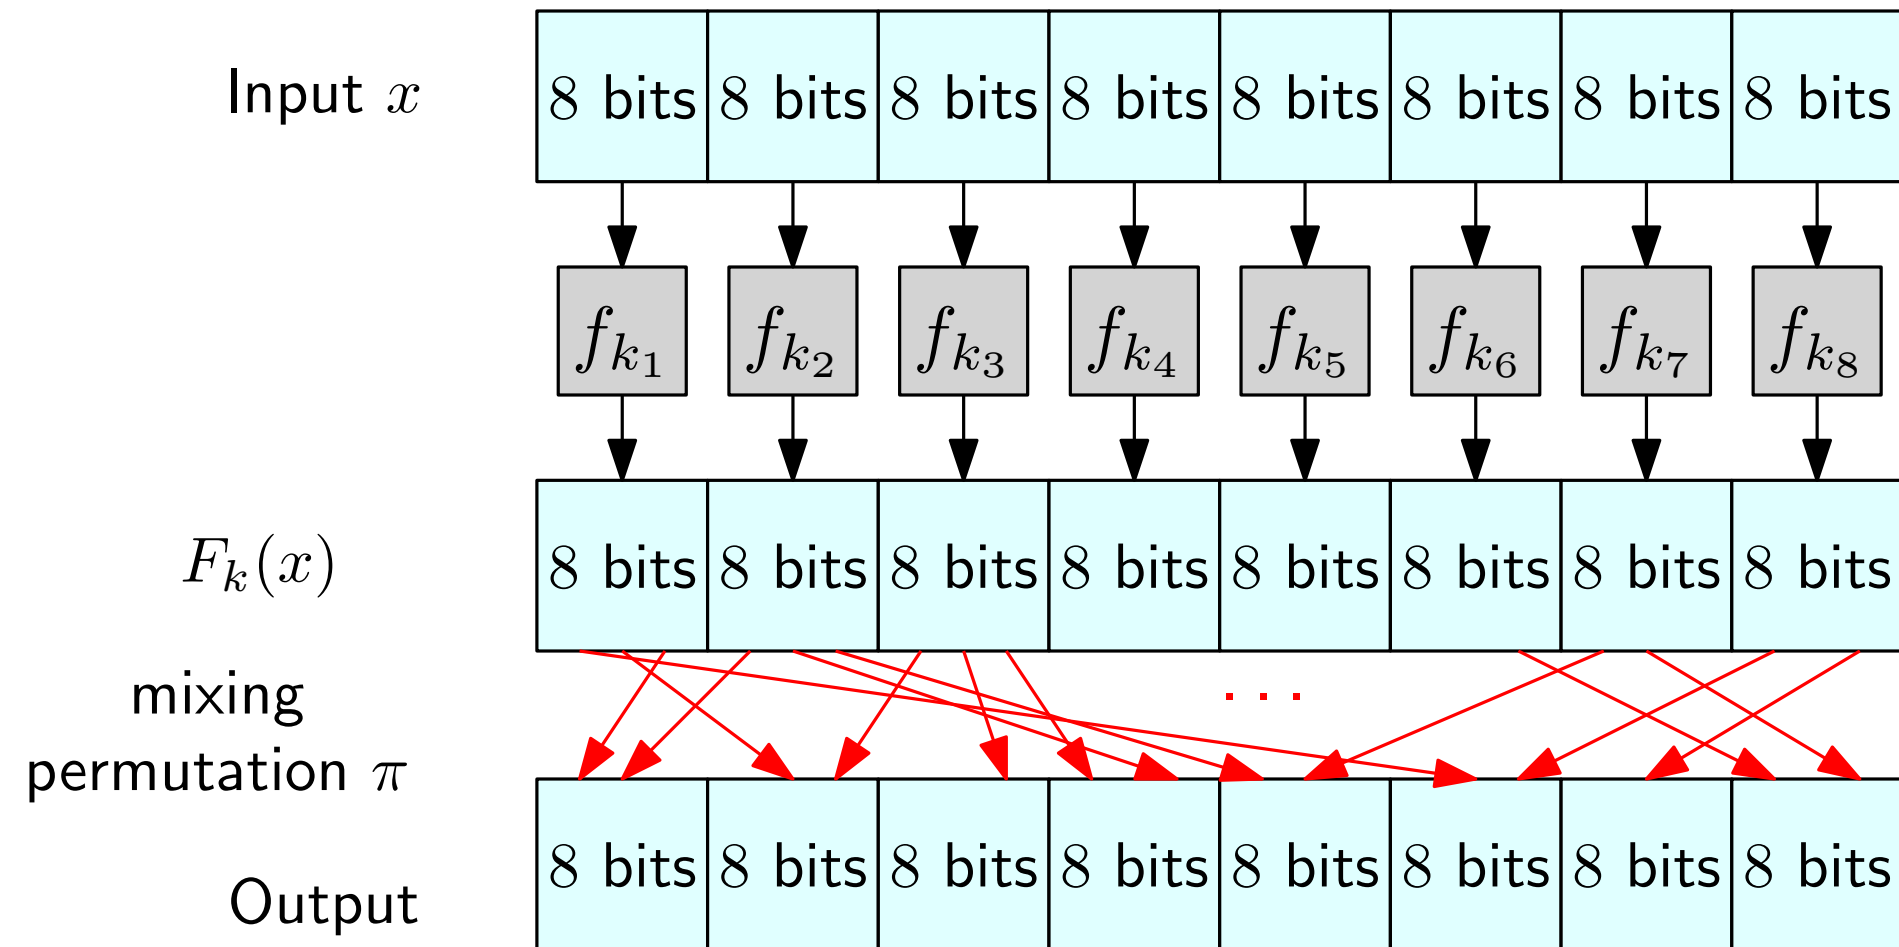 Input x 8 bits 8 bits 8 bits 8 bits 8 bits 8 bits 8 bits 8 bits
f_{k_1} f_{k_2} f_{k_3} f_{k_4} f_{k_5} f_{k_6} f_{k_7} f_{k_8}
F_k(x) 8 bits 8 bits 8 bits 8 bits 8 bits 8 bits 8 bits 8 bits
mixing
permutation π
...
8 bits 8 bits 8 bits 8 bits 8 bits 8 bits 8 bits 8 bits
Output